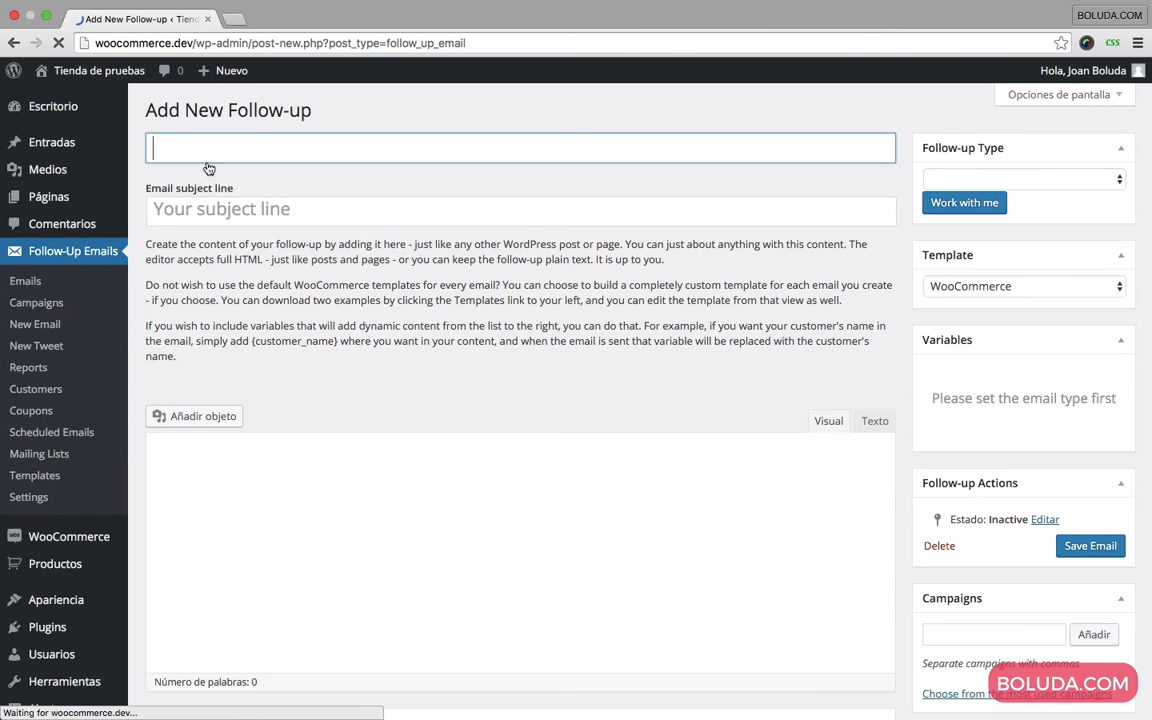 Add New Follow-up ‹ Tiend
BOLUDA.COM
woocommerce.dev/wp-admin/post-new.php?post_type=follow_up_email
CSS
Tienda de pruebas
0
Nuevo
Hola, Joan Boluda
Opciones de pantalla
Escritorio
Entradas
Medios
Páginas
Comentarios
Follow-Up Emails
Emails
Campaigns
New Email
New Tweet
Reports
Customers
Coupons
Scheduled Emails
Mailing Lists
Templates
Settings
WooCommerce
Productos
Apariencia
Plugins
Usuarios
Herramientas
Add New Follow-up
Email subject line
Your subject line
Create the content of your follow-up by adding it here - just like any other WordPress post or page. You can just about anything with this content. The
editor accepts full HTML - just like posts and pages - or you can keep the follow-up plain text. It is up to you.
Do not wish to use the default WooCommerce templates for every email? You can choose to build a completely custom template for each email you create
- if you choose. You can download two examples by clicking the Templates link to your left, and you can edit the template from that view as well.
If you wish to include variables that will add dynamic content from the list to the right, you can do that. For example, if you want your customer's name in
the email, simply add {customer_name} where you want in your content, and when the email is sent that variable will be replaced with the customer's
name.
Añadir objeto
Visual
Texto
Número de palabras: 0
Follow-up Type
Work with me
Template
WooCommerce
Variables
Please set the email type first
Follow-up Actions
Estado: Inactive Editar
Delete
Save Email
Campaigns
Añadir
Separate campaigns with commas
Choose from the most used campaigns
BOLUDA.COM
Waiting for woocommerce.dev...